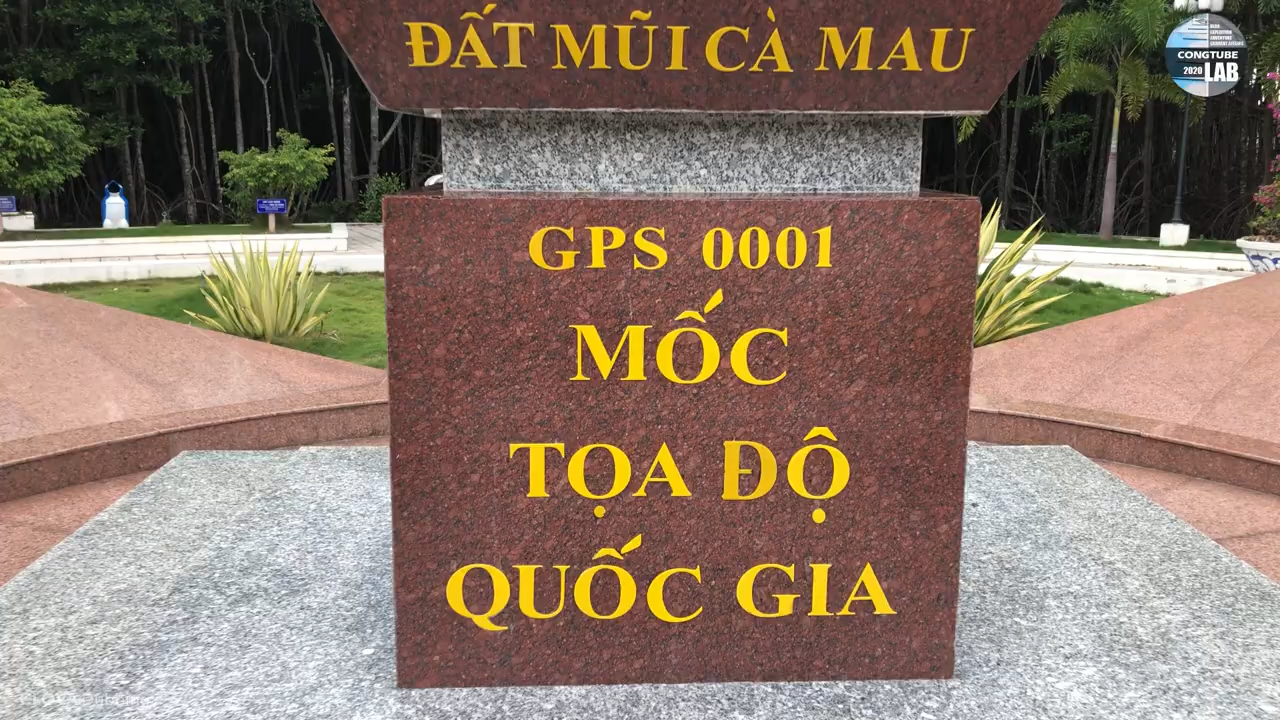 ĐẤT MŨI CÀ MAU
GPS 0001
MỐC
TỌA ĐỘ
QUỐC GIA
CONGTUBE
2020 LAB